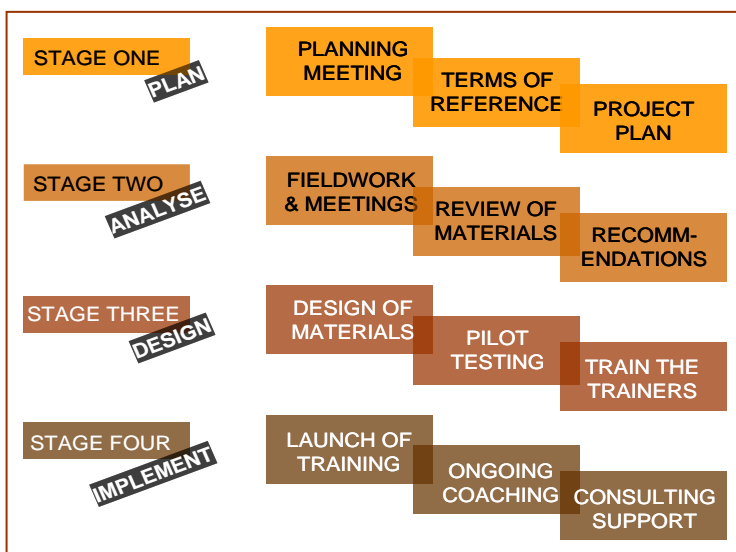 STAGE ONE
PLAN
PLANNING
MEETING
TERMS OF
REFERENCE
PROJECT
PLAN
STAGE TWO
ANALYSE
FIELDWORK
& MEETINGS
REVIEW OF
MATERIALS
RECOMM-
ENDATIONS
STAGE THREE
DESIGN
DESIGN OF
MATERIALS
PILOT
TESTING
TRAIN THE
TRAINERS
STAGE FOUR
IMPLEMENT
LAUNCH OF
TRAINING
ONGOING
COACHING
CONSULTING
SUPPORT